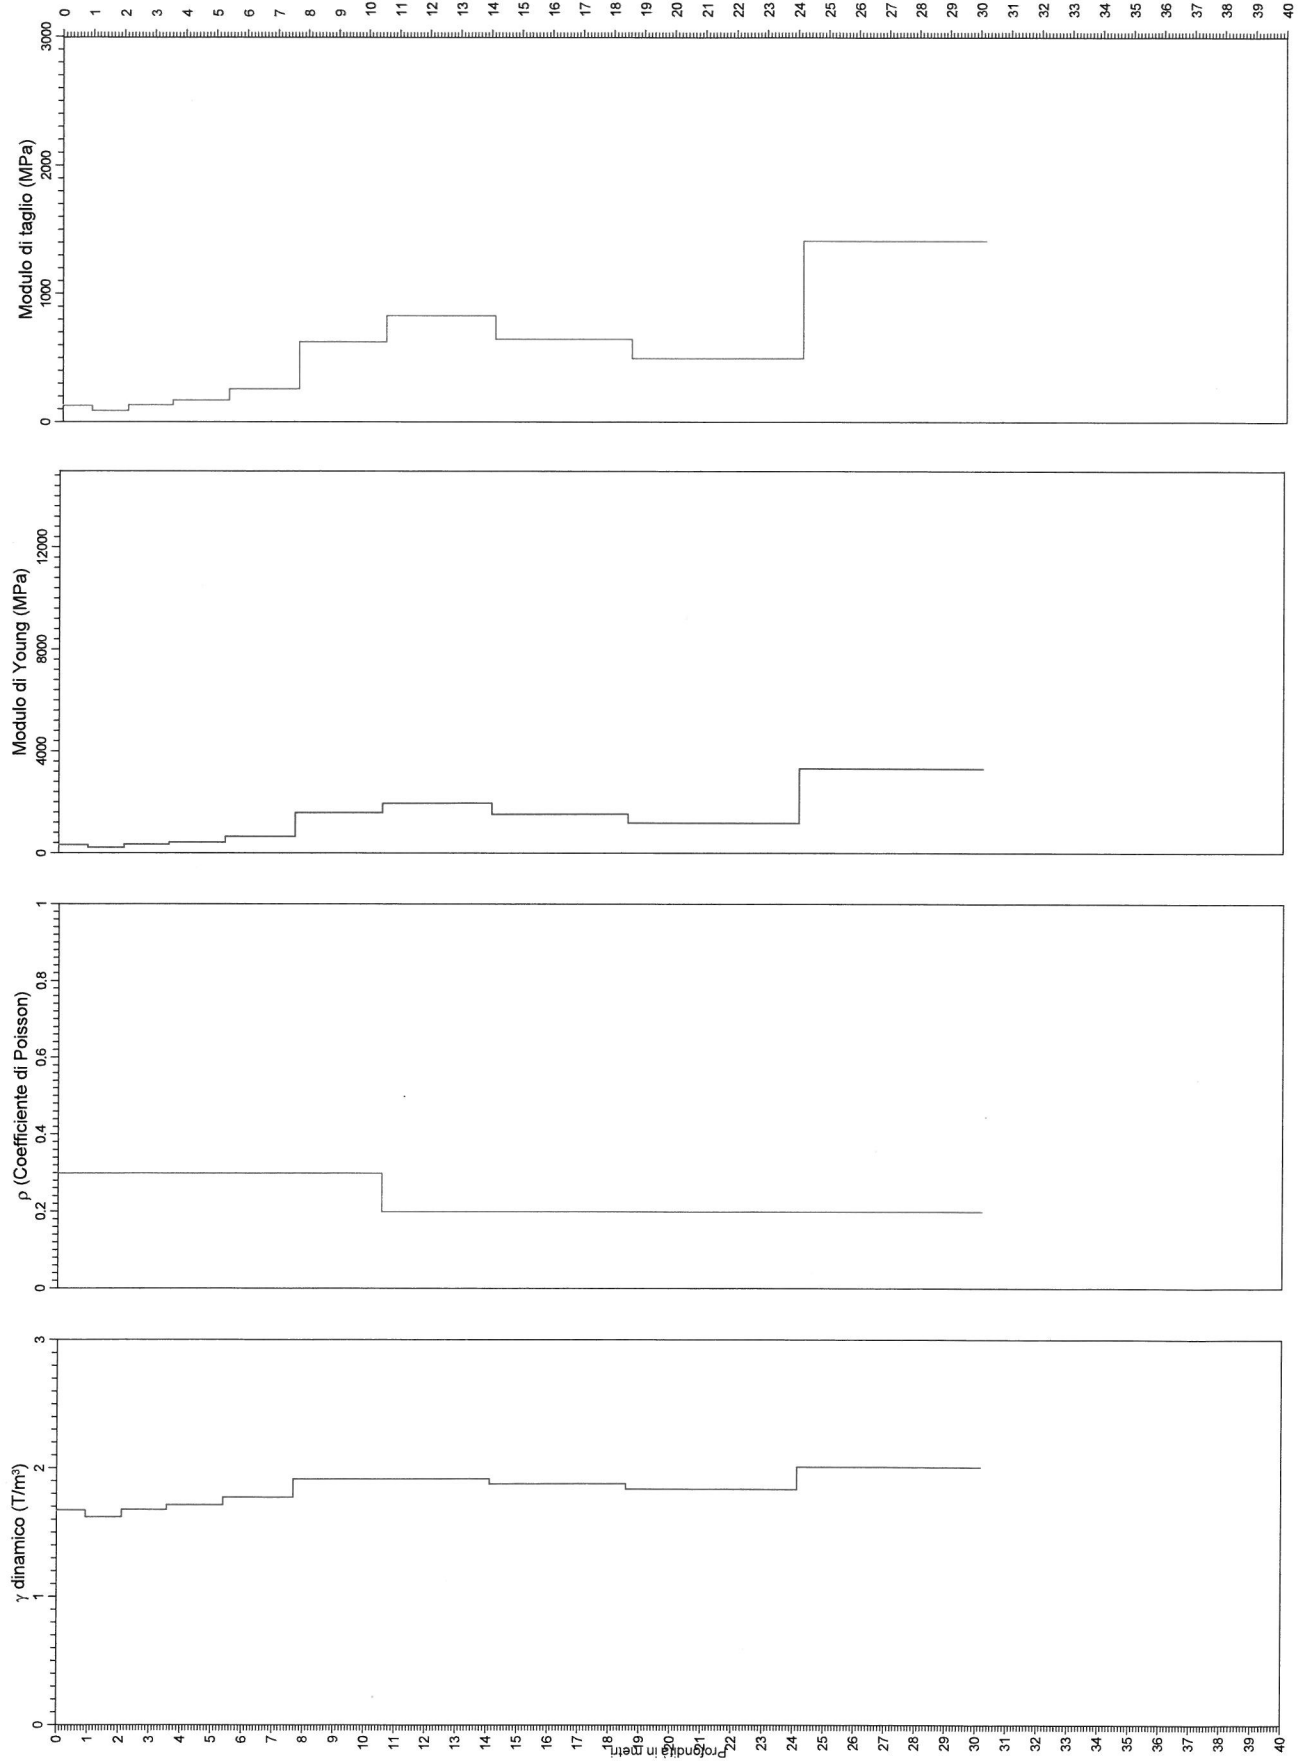 0 1 2 3 4 5 6 7 8 9 10 11 12 13 14 15 16 17 18 19 20 21 22 23 24 25 26 27 28 29 30 31 32 33 34 35 36 37 38 39 40
Modulo di taglio (MPa)
0 1000 2000 3000
Modulo di Young (MPa)
0 4000 8000 12000
ρ (Coefficiente di Poisson)
0 0.2 0.4 0.6 0.8 1
γ dinamico (T/m³)
0 1 2 3
0 1 2 3 4 5 6 7 8 9 10 11 12 13 14 15 16 17 18 19 20 21 22 23 24 25 26 27 28 29 30 31 32 33 34 35 36 37 38 39 40
Profondità in metri